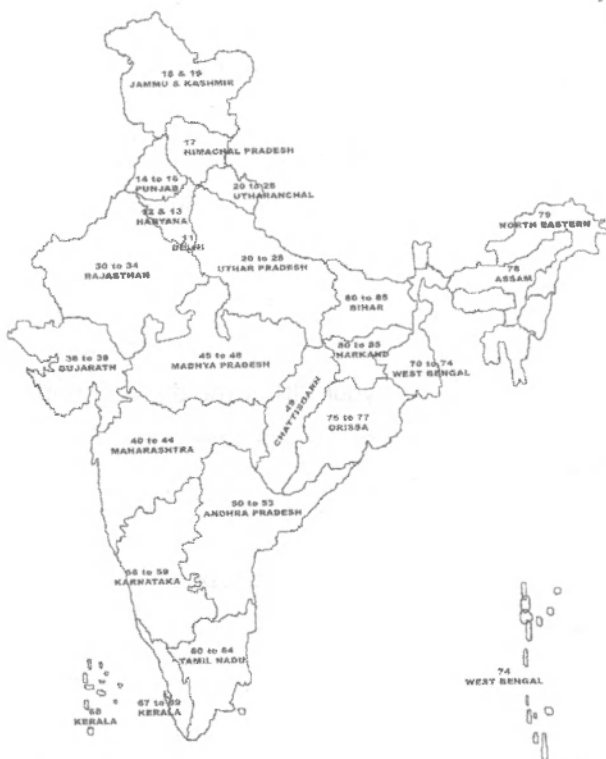 18 & 19
JAMMU & KASHMIR
17
HIMACHAL PRADESH
14 to 16
PUNJAB
20 to 28
UTHARANCHAL
12 & 13
HARYANA
11
DELHI
79
NORTH EASTERN
30 to 34
RAJASTHAN
20 to 28
UTHAR PRADESH
78
ASSAM
80 to 85
BIHAR
36 to 39
GUJARATH
45 to 48
MADHYA PRADESH
80 to 85
HARKAND
70 to 74
WEST BENGAL
49
CHATTISGARH
75 to 77
ORISSA
40 to 44
MAHARASHTRA
50 to 53
ANDHRA PRADESH
56 to 59
KARNATAKA
60 to 64
TAMIL NADU
74
WEST BENGAL
68
KERALA
67 to 69
KERALA